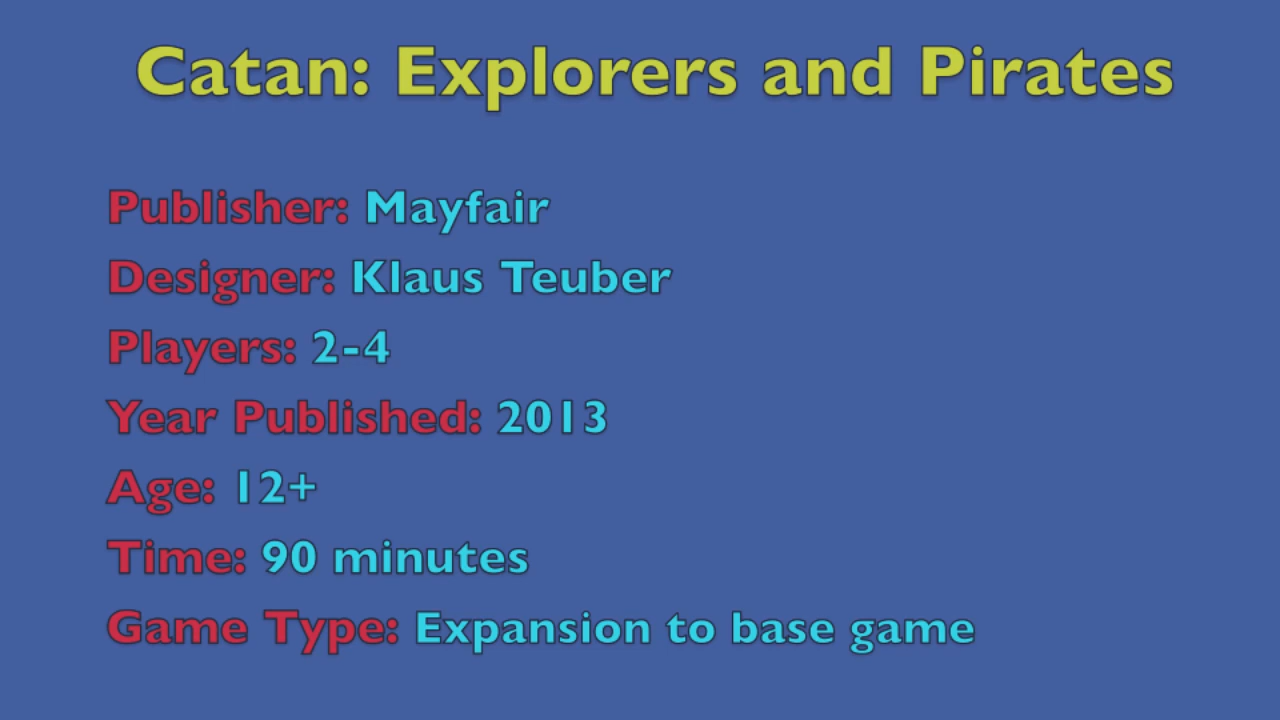 Catan: Explorers and Pirates
Publisher: Mayfair
Designer: Klaus Teuber
Players: 2-4
Year Published: 2013
Age: 12+
Time: 90 minutes
Game Type: Expansion to base game